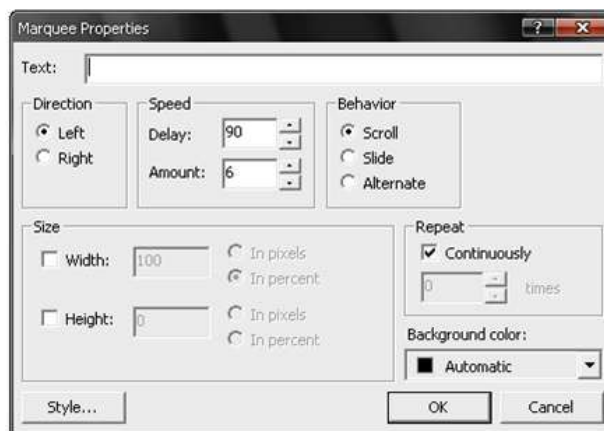 Marquee Properties
Text:
Direction
Left
Right
Speed
Delay: 90
Amount: 6
Behavior
Scroll
Slide
Alternate
Size
Width: 100
In pixels
In percent
Height: 0
In pixels
In percent
Repeat
Continuously
0 times
Background color:
Automatic
Style...
OK
Cancel